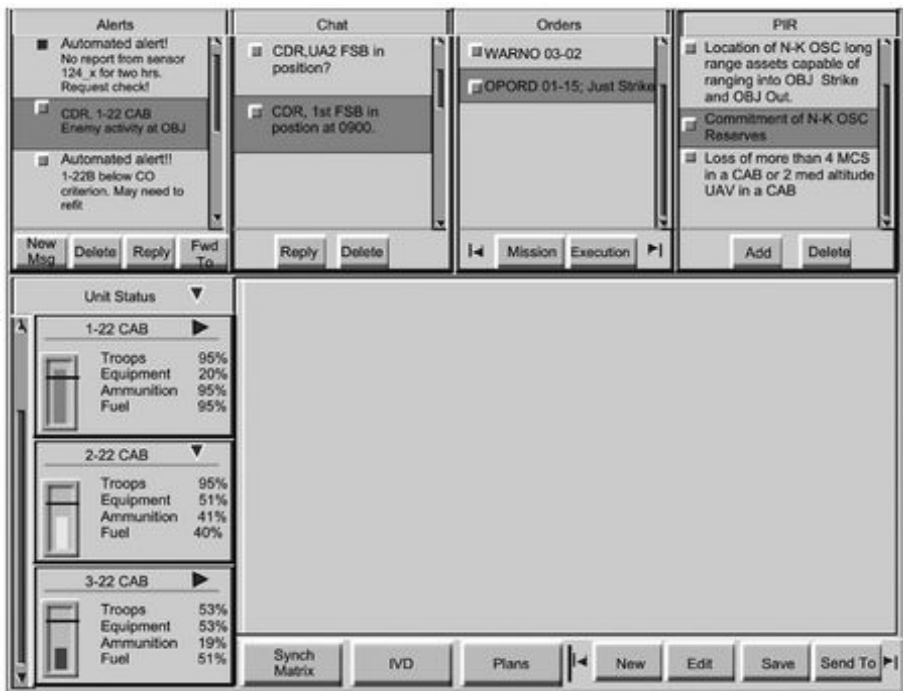 Alerts
Automated alert!
No report from sensor
124_x for two hrs.
Request check!
CDR, 1-22 CAB
Enemy activity at OBJ
Automated alert!!
1-22B below CO
criterion. May need to
refit
New
Msg
Delete
Reply
Fwd
To
Chat
CDR,UA2 FSB in
position?
CDR, 1st FSB in
postion at 0900.
Reply
Delete
Orders
WARNO 03-02
OPORD 01-15; Just Strike
Mission
Execution
PIR
Location of N-K OSC long
range assets capable of
ranging into OBJ Strike
and OBJ Out.
Commitment of N-K OSC
Reserves
Loss of more than 4 MCS
in a CAB or 2 med altitude
UAV in a CAB
Add
Delete
Unit Status
1-22 CAB
Troops 95%
Equipment 20%
Ammunition 95%
Fuel 95%
2-22 CAB
Troops 95%
Equipment 51%
Ammunition 41%
Fuel 40%
3-22 CAB
Troops 53%
Equipment 53%
Ammunition 19%
Fuel 51%
Synch
Matrix
IVD
Plans
New
Edit
Save
Send To